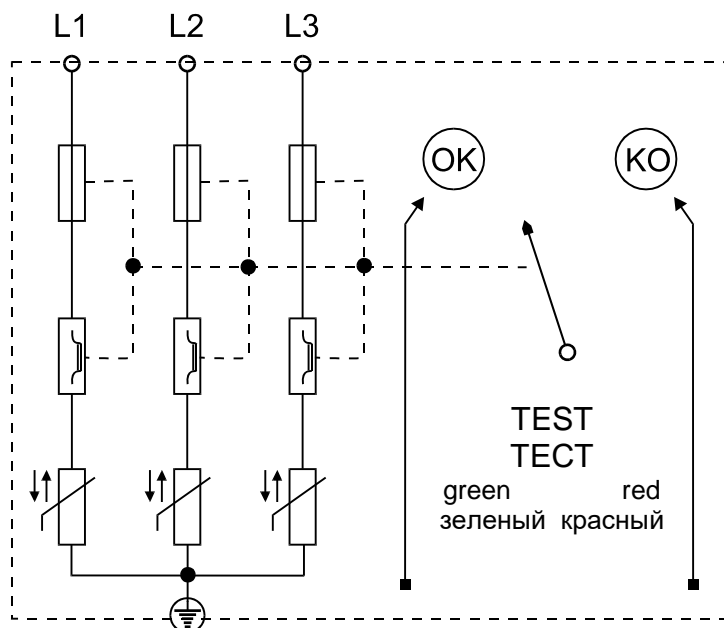 L1 L2 L3
OK KO
TEST
ТЕСТ
green red
зеленый красный